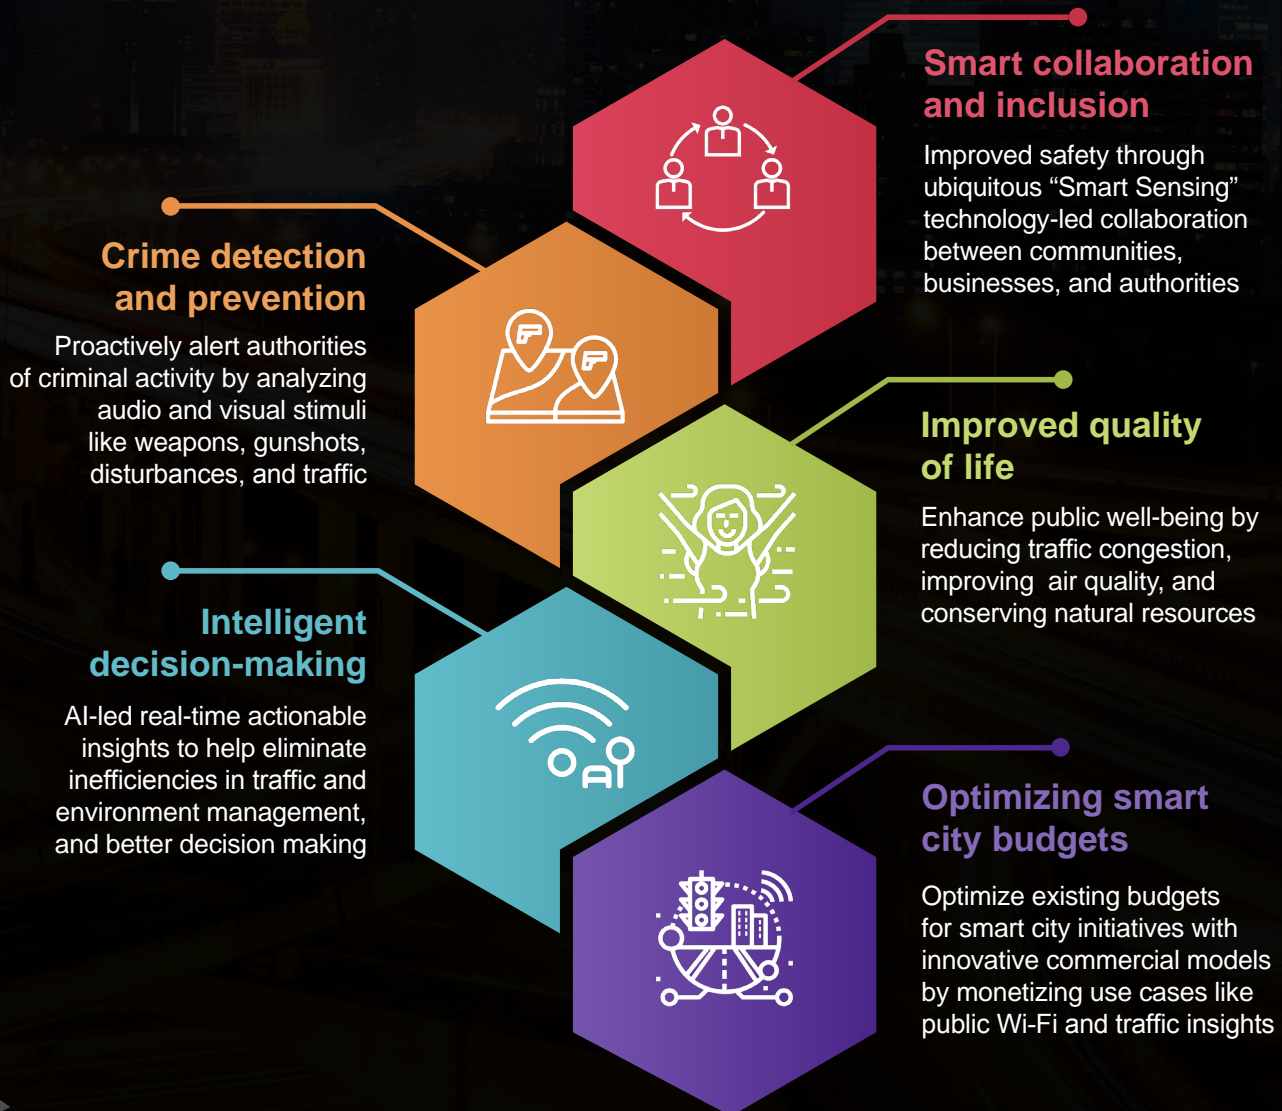 Smart collaboration
and inclusion
Improved safety through
ubiquitous “Smart Sensing”
technology-led collaboration
between communities,
businesses, and authorities
Crime detection
and prevention
Proactively alert authorities
of criminal activity by analyzing
audio and visual stimuli
like weapons, gunshots,
disturbances, and traffic
Improved quality
of life
Enhance public well-being by
reducing traffic congestion,
improving  air quality, and
conserving natural resources
Intelligent
decision-making
AI-led real-time actionable
insights to help eliminate
inefficiencies in traffic and
environment management,
and better decision making
AI
Optimizing smart
city budgets
Optimize existing budgets
for smart city initiatives with
innovative commercial models
by monetizing use cases like
public Wi-Fi and traffic insights